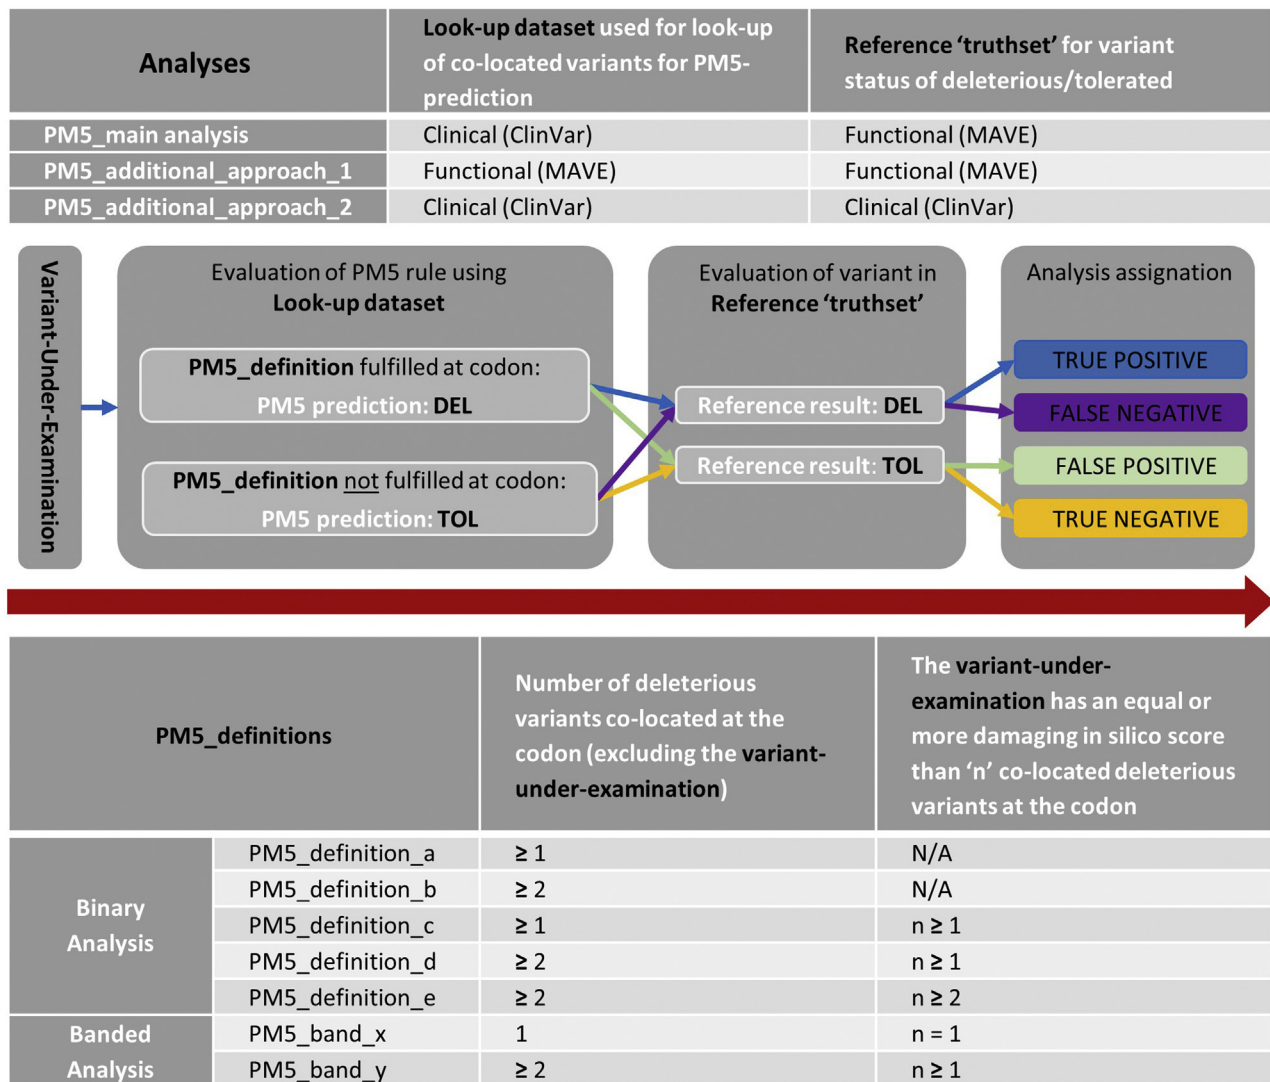 Analyses
Look-up dataset used for look-up
of co-located variants for PM5-
prediction
Reference ‘truthset’ for variant
status of deleterious/tolerated
PM5_main analysis
Clinical (ClinVar)
Functional (MAVE)
PM5_additional_approach_1
Functional (MAVE)
Functional (MAVE)
PM5_additional_approach_2
Clinical (ClinVar)
Clinical (ClinVar)
Variant-Under-Examination
Evaluation of PM5 rule using
Look-up dataset
PM5_definition fulfilled at codon:
PM5 prediction: DEL
PM5_definition not fulfilled at codon:
PM5 prediction: TOL
Evaluation of variant in
Reference ‘truthset’
Reference result: DEL
Reference result: TOL
Analysis assignation
TRUE POSITIVE
FALSE NEGATIVE
FALSE POSITIVE
TRUE NEGATIVE
PM5_definitions
Number of deleterious
variants co-located at the
codon (excluding the variant-
under-examination)
The variant-under-
examination has an equal or
more damaging in silico score
than ‘n’ co-located deleterious
variants at the codon
Binary
Analysis
PM5_definition_a
≥ 1
N/A
PM5_definition_b
≥ 2
N/A
PM5_definition_c
≥ 1
n ≥ 1
PM5_definition_d
≥ 2
n ≥ 1
PM5_definition_e
≥ 2
n ≥ 2
Banded
Analysis
PM5_band_x
1
n = 1
PM5_band_y
≥ 2
n ≥ 1